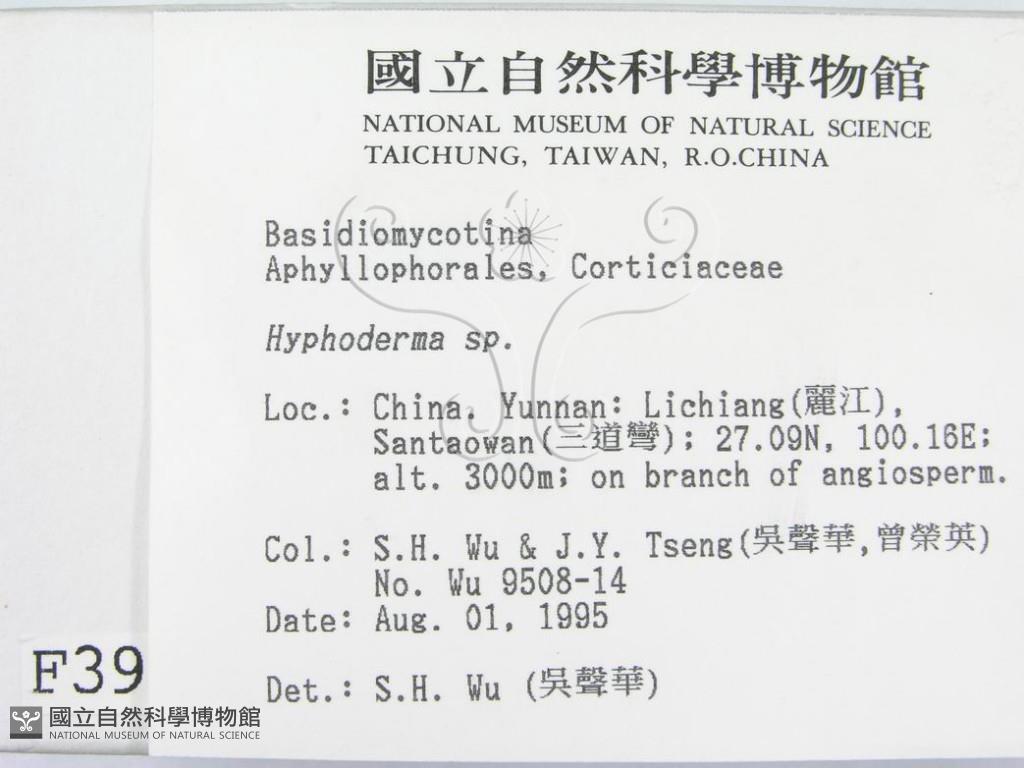 國立自然科學博物館
NATIONAL MUSEUM OF NATURAL SCIENCE
TAICHUNG, TAIWAN, R.O.CHINA
Basidiomycotina
Aphyllophorales, Corticiaceae
Hyphoderma sp.
Loc.: China. Yunnan: Lichiang(麗江),
Santaowan(三道彎); 27.09N, 100.16E;
alt. 3000m; on branch of angiosperm.
Col.: S.H. Wu & J.Y. Tseng(吳聲華,曾榮英)
No. Wu 9508-14
Date: Aug. 01, 1995
Det.: S.H. Wu (吳聲華)
F39
國立自然科學博物館
NATIONAL MUSEUM OF NATURAL SCIENCE